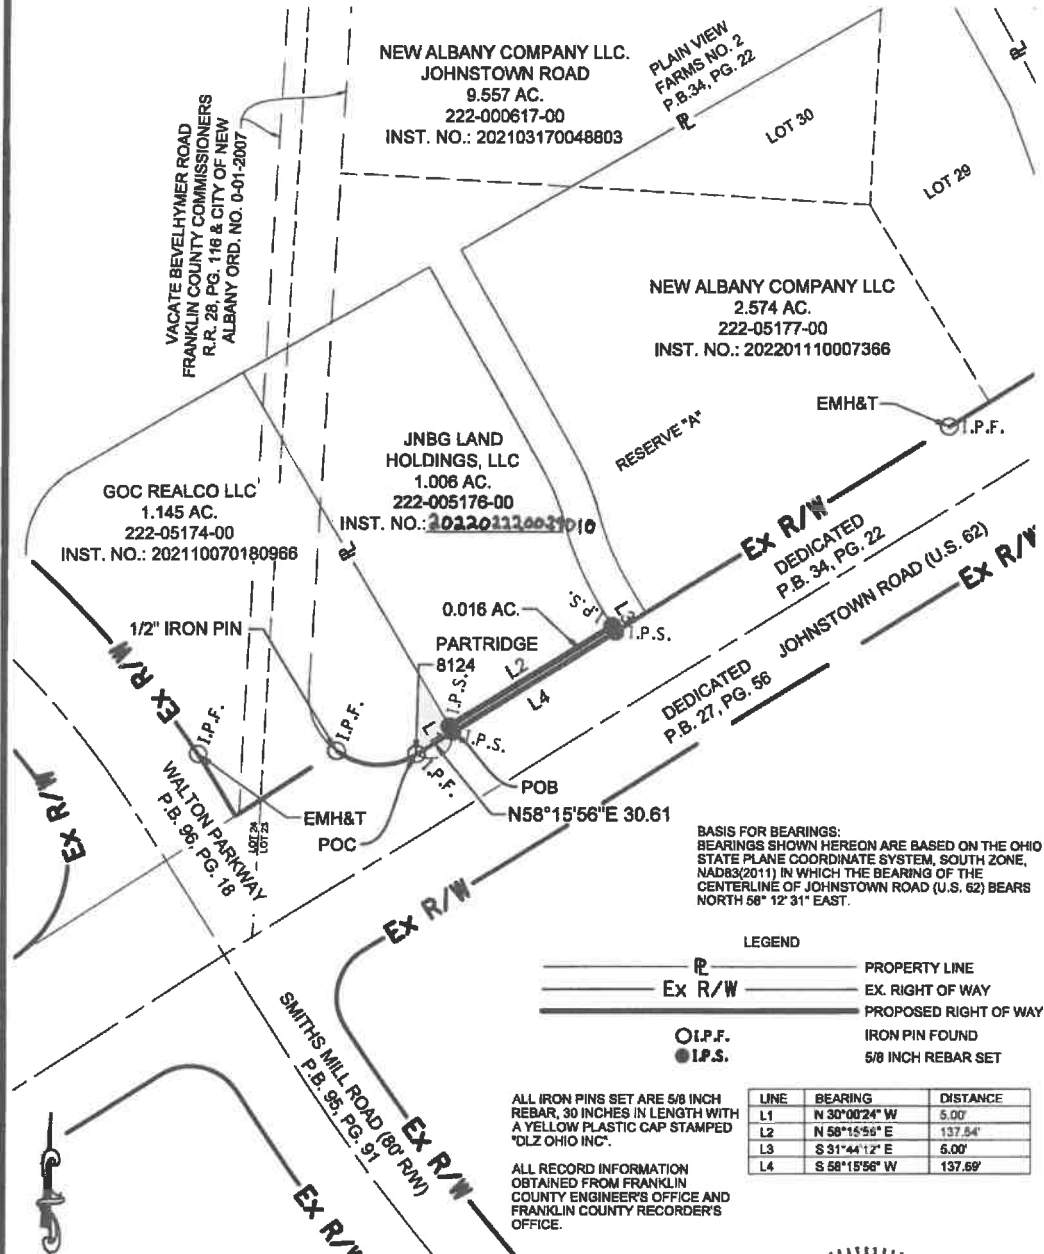 NEW ALBANY COMPANY LLC.
JOHNSTOWN ROAD
9.557 AC.
222-000617-00
INST. NO.: 202103170048803
PLAIN VIEW
FARMS NO. 2
P.B.34, PG. 22
PL
PL
LOT 30
LOT 29
VACATE BEVELHYMER ROAD
FRANKLIN COUNTY COMMISSIONERS
R.R. 28, PG. 116 & CITY OF NEW
ALBANY ORD. NO. 0-01-2007
NEW ALBANY COMPANY LLC
2.574 AC.
222-05177-00
INST. NO.: 202201110007366
EMH&T
I.P.F.
RESERVE "A"
JNBG LAND
HOLDINGS, LLC
1.006 AC.
222-005176-00
INST. NO.:
GOC REALCO LLC
1.145 AC.
222-05174-00
INST. NO.: 202110070180966
PL
Ex R/W
DEDICATED
P.B. 34, PG. 22
JOHNSTOWN ROAD (U.S. 62)
Ex R/W
0.016 AC.
I.P.S.
L3
I.P.S.
1/2" IRON PIN
PARTRIDGE
8124
L2
L4
DEDICATED
P.B. 27, PG. 56
Ex R/W
I.P.F.
I.P.F.
I.P.S.
I.P.S.
I.P.F.
POB
N58°15'56"E 30.61
EMH&T
POC
WALTON PARKWAY
P.B. 96, PG. 18
LOT 24
LOT 23
Ex R/W
Ex R/W
BASIS FOR BEARINGS:
BEARINGS SHOWN HEREON ARE BASED ON THE OHIO
STATE PLANE COORDINATE SYSTEM, SOUTH ZONE,
NAD83(2011) IN WHICH THE BEARING OF THE
CENTERLINE OF JOHNSTOWN ROAD (U.S. 62) BEARS
NORTH 58° 12' 31" EAST.
LEGEND
PL PROPERTY LINE
Ex R/W EX. RIGHT OF WAY
PROPOSED RIGHT OF WAY
I.P.F. IRON PIN FOUND
I.P.S. 5/8 INCH REBAR SET
SMITHS MILL ROAD (80' R/W)
P.B. 95, PG. 91
Ex R/W
Ex R/W
ALL IRON PINS SET ARE 5/8 INCH
REBAR, 30 INCHES IN LENGTH WITH
A YELLOW PLASTIC CAP STAMPED
"DLZ OHIO INC".
ALL RECORD INFORMATION
OBTAINED FROM FRANKLIN
COUNTY ENGINEER'S OFFICE AND
FRANKLIN COUNTY RECORDER'S
OFFICE.
LINE BEARING DISTANCE
L1 N 30°00'24" W 5.00'
L2 N 58°15'56" E 137.54'
L3 S 31°44'12" E 5.00'
L4 S 58°15'56" W 137.69'